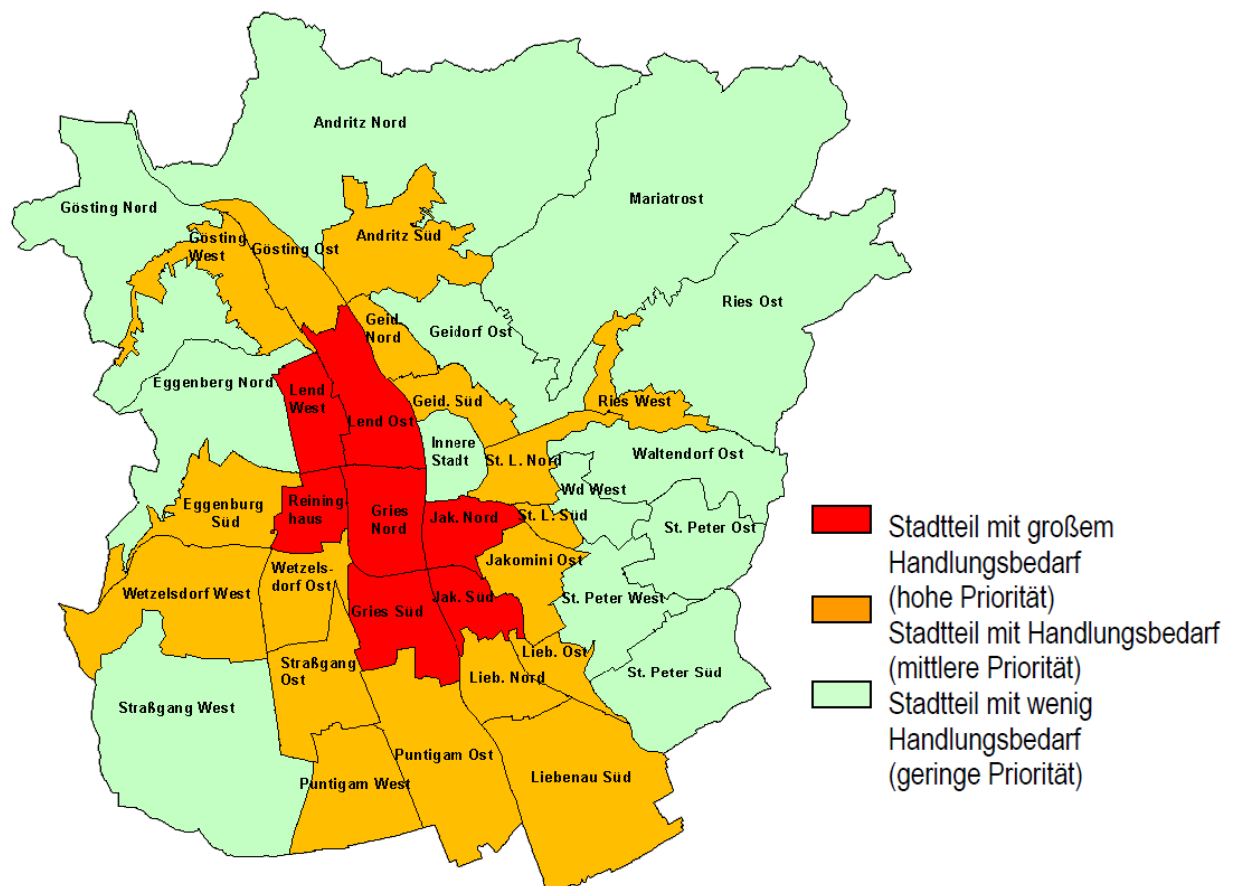 Andritz Nord
Mariatrost
Gösting Nord
Gösting
West
Gösting Ost
Andritz Süd
Ries Ost
Geid.
Nord
Geidorf Ost
Eggenberg Nord
Lend
West
Lend Ost
Geid. Süd
Ries West
Innere
Stadt
St. L. Nord
Waltendorf Ost
Wd West
Eggenburg
Süd
Reining-
haus
Gries
Nord
Jak. Nord
St. L. Süd
St. Peter Ost
Wetzels-
dorf Ost
Jakomini Ost
Wetzelsdorf West
Gries Süd
Jak. Süd
St. Peter West
Straßgang
Ost
Lieb. Ost
Lieb. Nord
St. Peter Süd
Straßgang West
Puntigam Ost
Puntigam West
Liebenau Süd
Stadtteil mit großem
Handlungsbedarf
(hohe Priorität)
Stadtteil mit Handlungsbedarf
(mittlere Priorität)
Stadtteil mit wenig
Handlungsbedarf
(geringe Priorität)